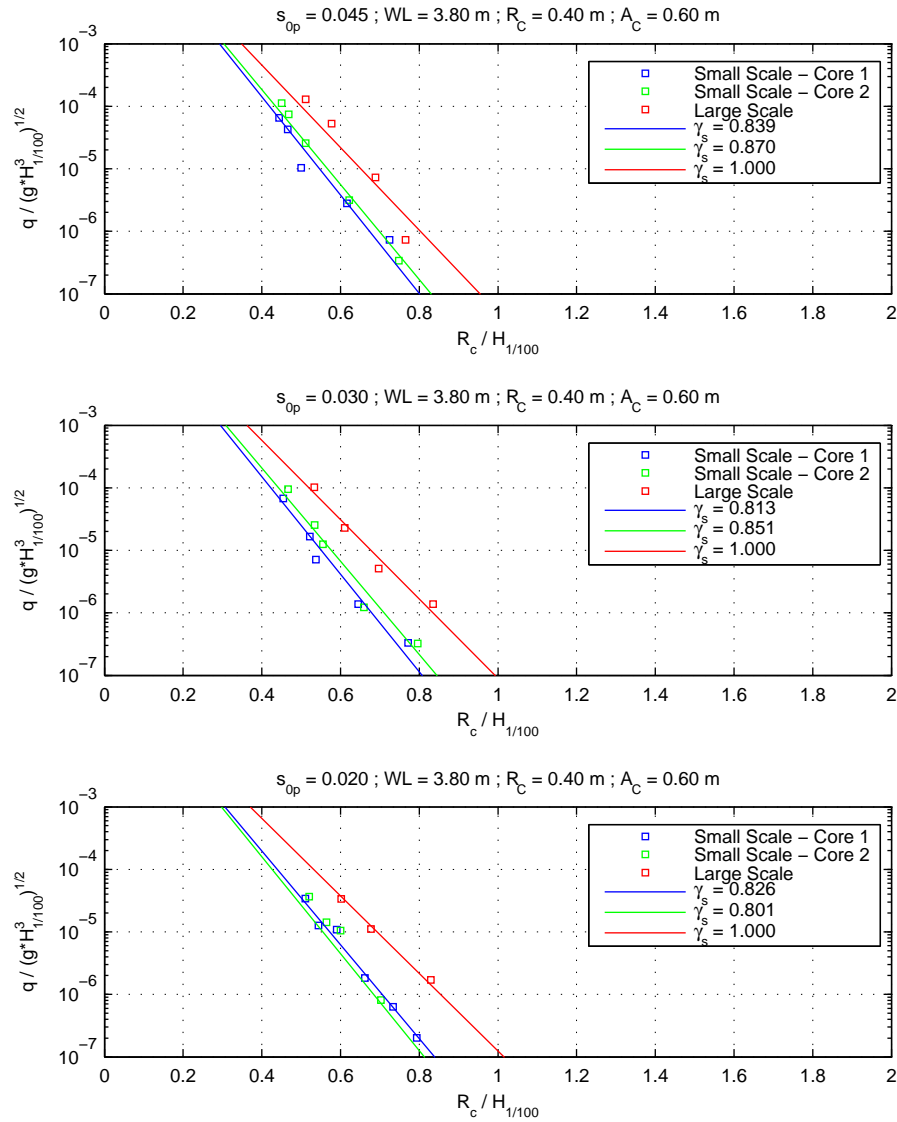 s0p = 0.045 ; WL = 3.80 m ; RC = 0.40 m ; AC = 0.60 m
10−3
10−4
10−5
10−6
10−7
q / (g*H31/100)1/2
Small Scale − Core 1
Small Scale − Core 2
Large Scale
γs = 0.839
γs = 0.870
γs = 1.000
0 0.2 0.4 0.6 0.8 1 1.2 1.4 1.6 1.8 2
Rc / H1/100
s0p = 0.030 ; WL = 3.80 m ; RC = 0.40 m ; AC = 0.60 m
10−3
10−4
10−5
10−6
10−7
q / (g*H31/100)1/2
Small Scale − Core 1
Small Scale − Core 2
Large Scale
γs = 0.813
γs = 0.851
γs = 1.000
0 0.2 0.4 0.6 0.8 1 1.2 1.4 1.6 1.8 2
Rc / H1/100
s0p = 0.020 ; WL = 3.80 m ; RC = 0.40 m ; AC = 0.60 m
10−3
10−4
10−5
10−6
10−7
q / (g*H31/100)1/2
Small Scale − Core 1
Small Scale − Core 2
Large Scale
γs = 0.826
γs = 0.801
γs = 1.000
0 0.2 0.4 0.6 0.8 1 1.2 1.4 1.6 1.8 2
Rc / H1/100